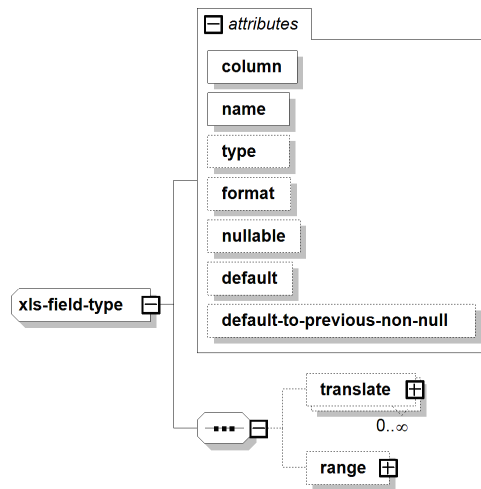 attributes
column
name
type
format
nullable
default
default-to-previous-non-null
xls-field-type
translate
0..∞
range